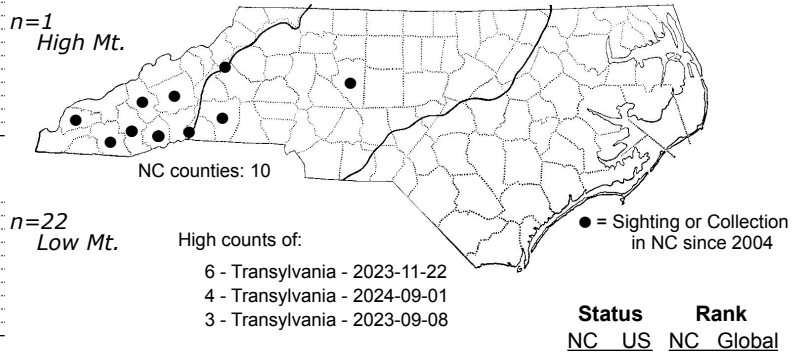 n=1
High Mt.
NC counties: 10
n=22
Low Mt.
High counts of:
6 - Transylvania - 2023-11-22
4 - Transylvania - 2024-09-01
3 - Transylvania - 2023-09-08
● = Sighting or Collection
in NC since 2004
Status Rank
NC US NC Global